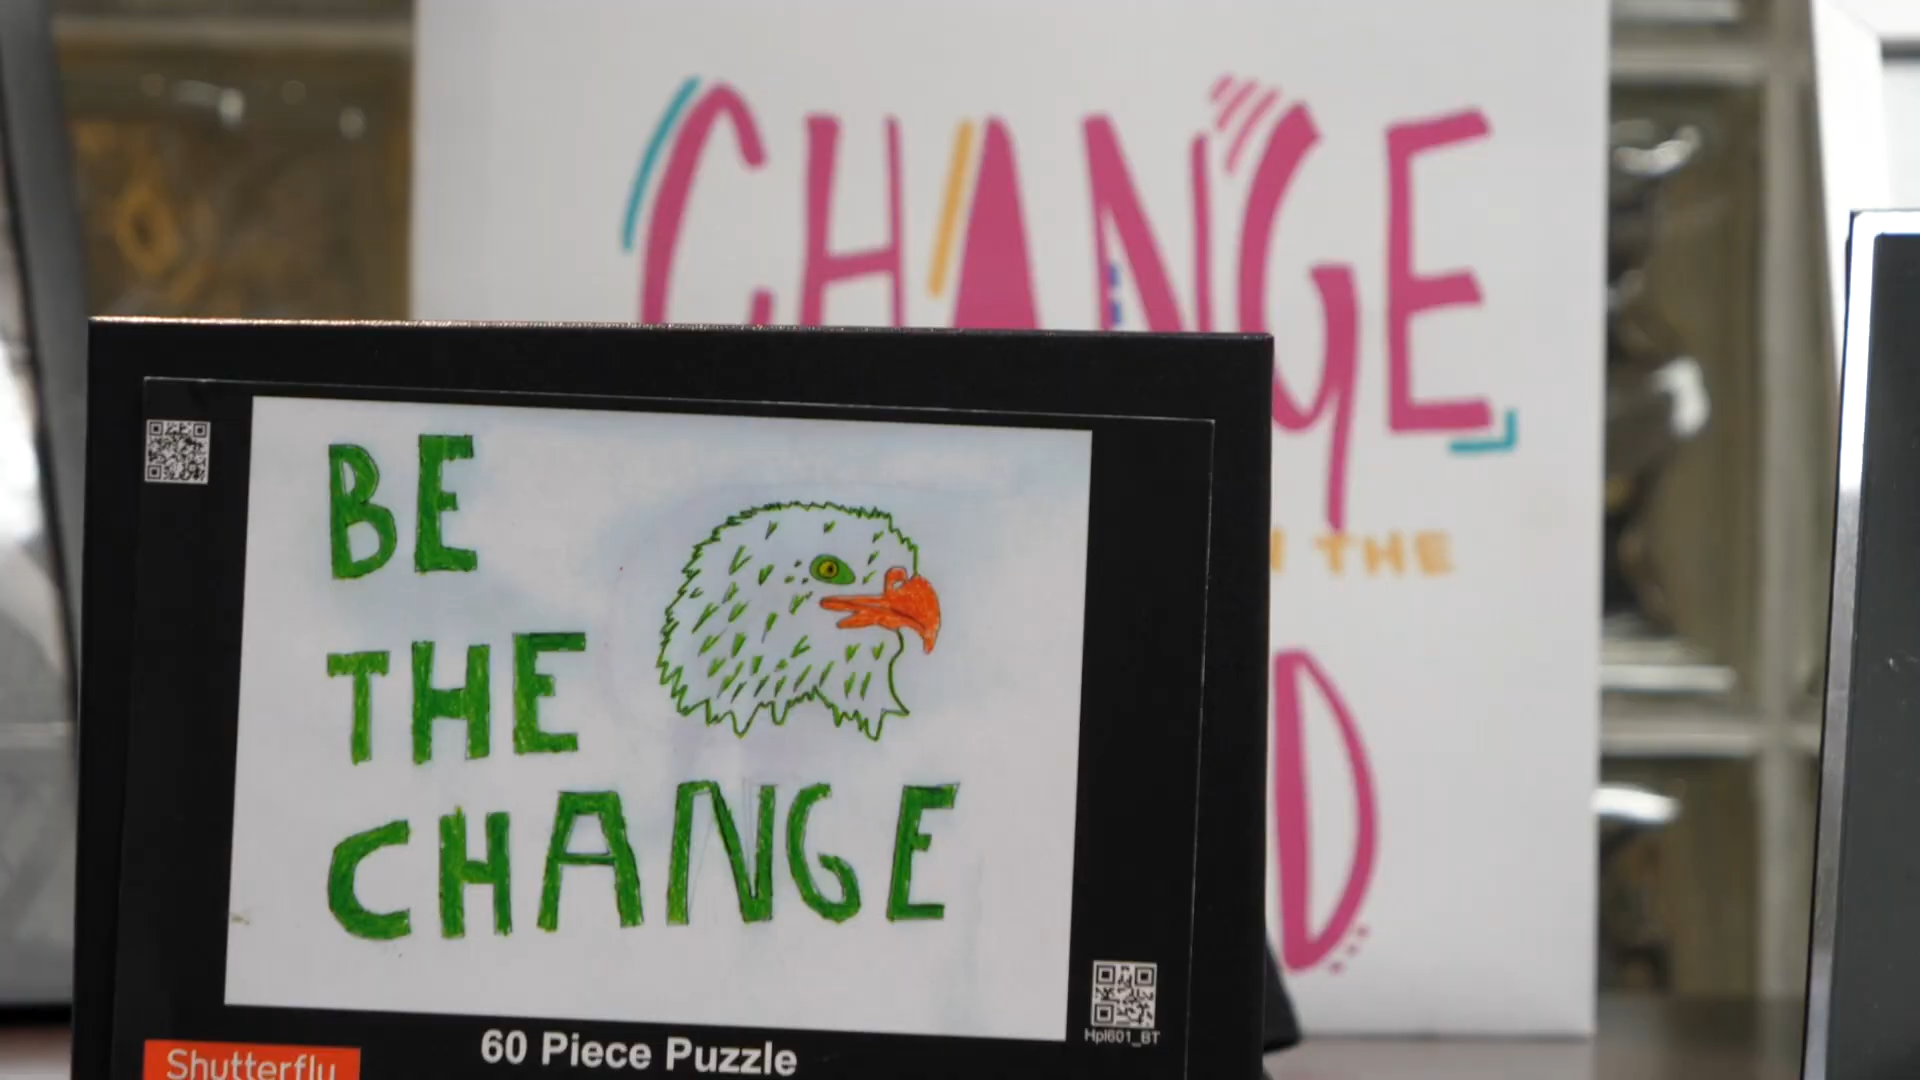 CHANGE
THE
D
BE
THE
CHANGE
Hpl601_BT
60 Piece Puzzle
Shutterfly